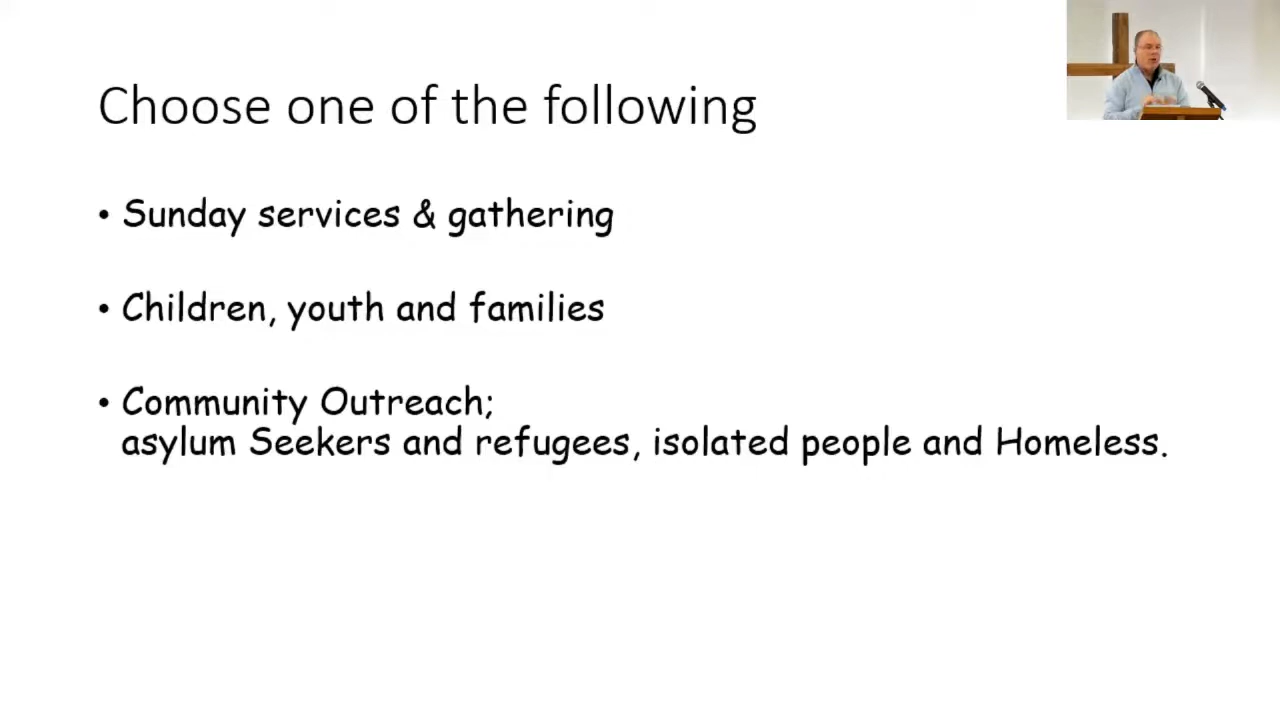 Choose one of the following
• Sunday services & gathering
• Children, youth and families
• Community Outreach;
asylum Seekers and refugees, isolated people and Homeless.